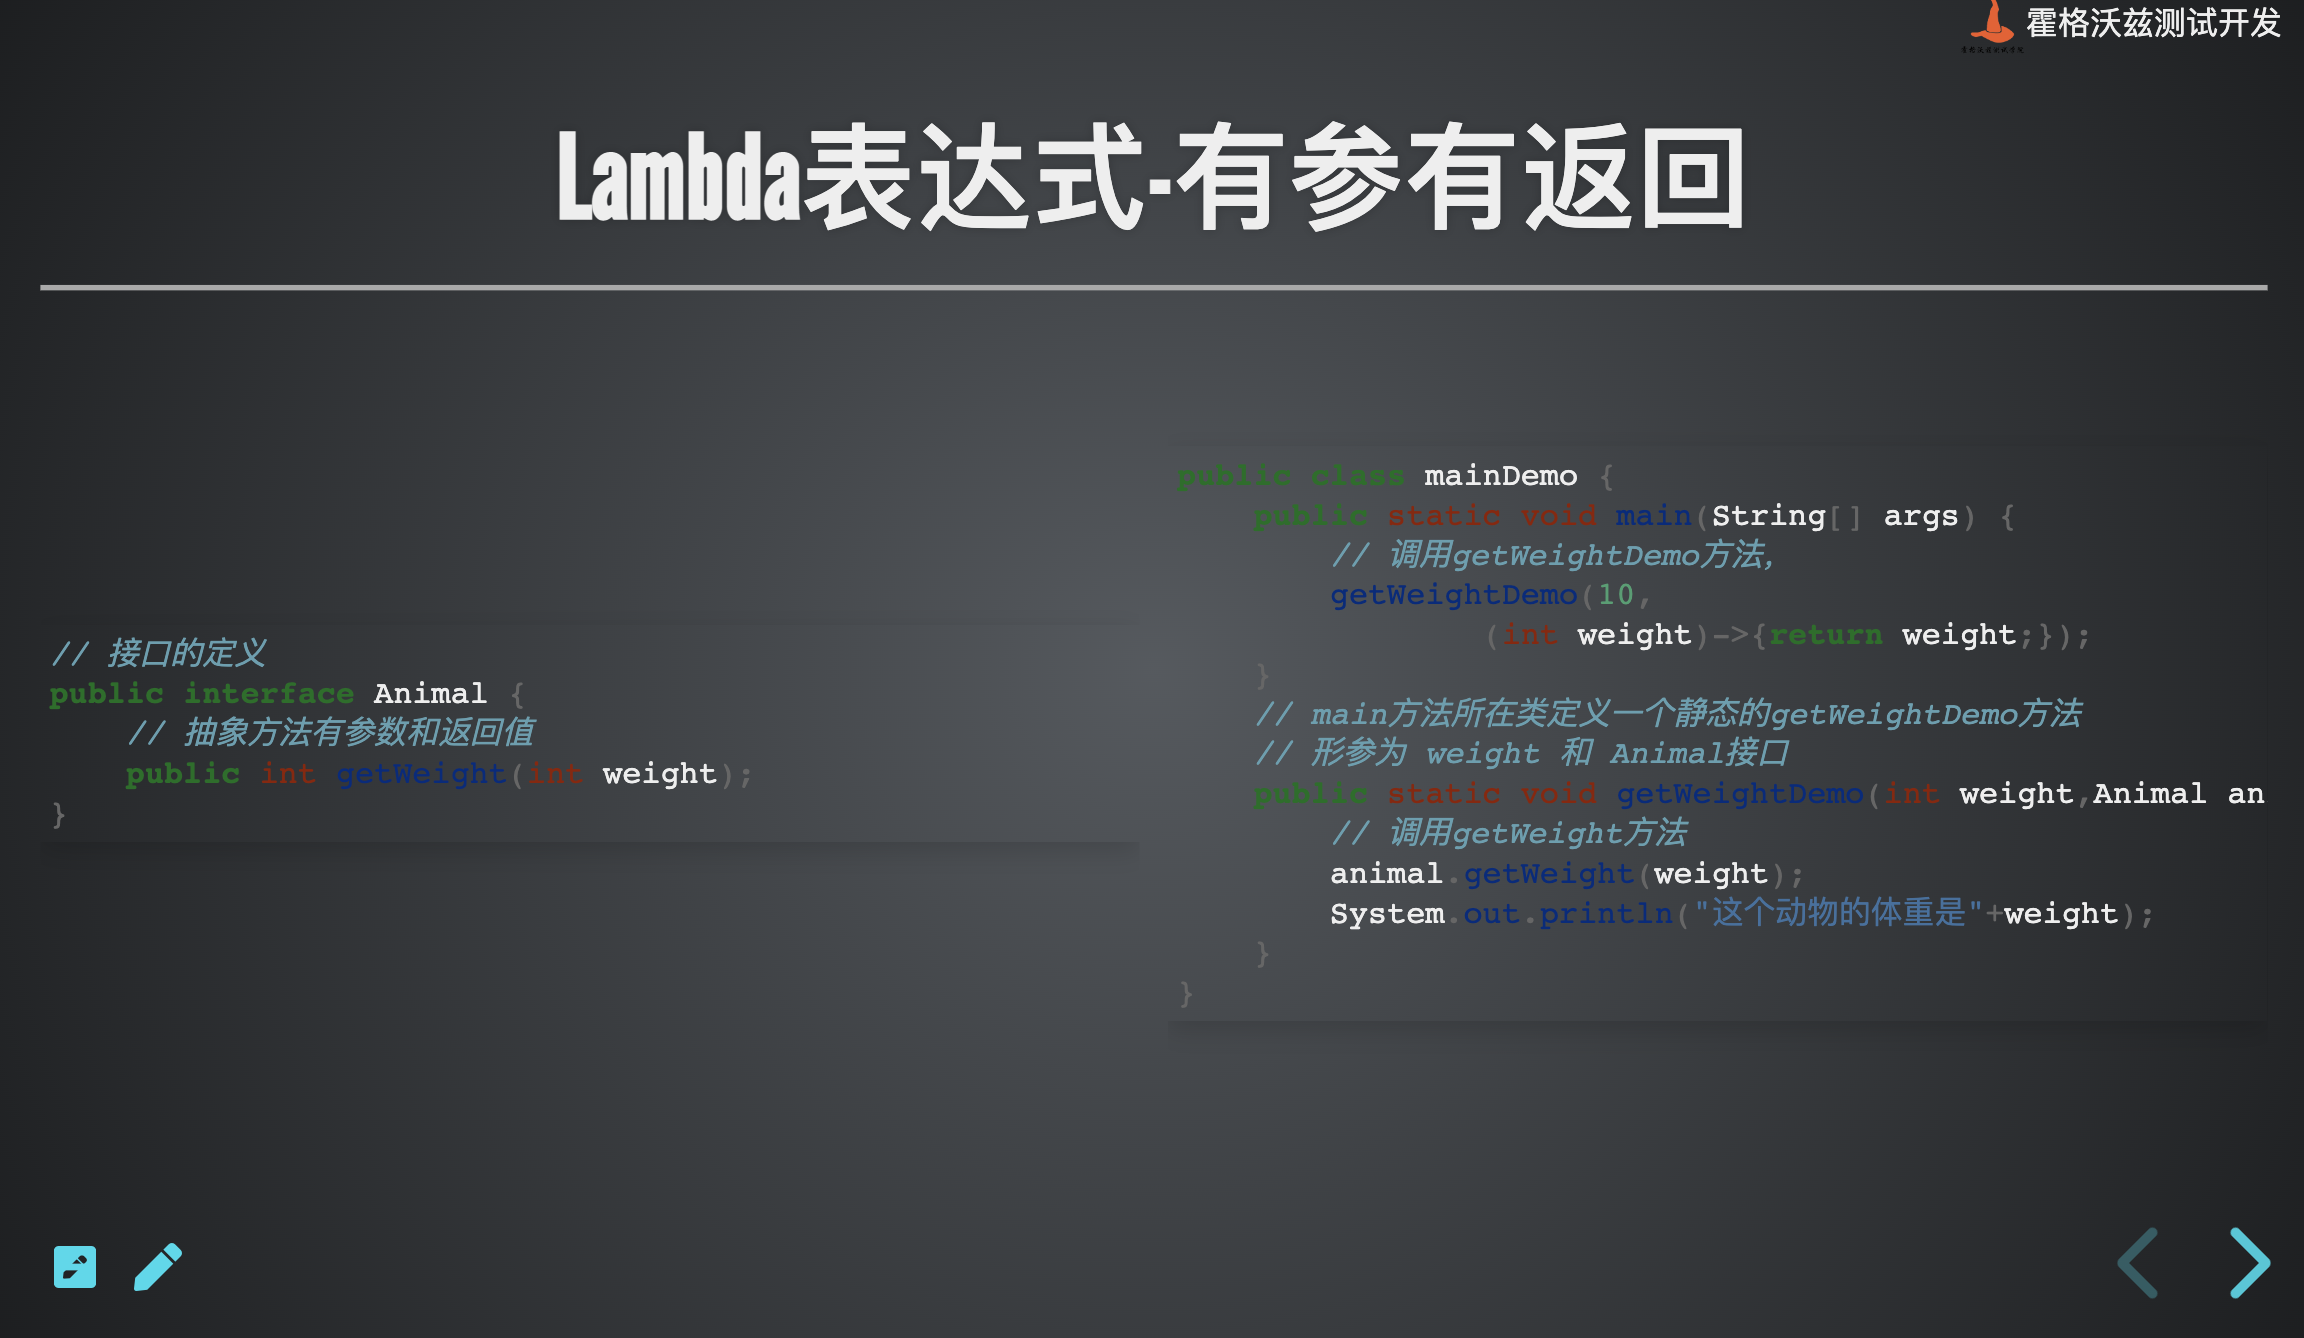 霍格沃兹测试开发
Lambda表达式-有参有返回
// 接口的定义
public interface Animal {
    // 抽象方法有参数和返回值
    public int getWeight(int weight);
}
public class mainDemo {
    public static void main(String[] args) {
        // 调用getWeightDemo方法,
        getWeightDemo(10,
                (int weight)->{return weight;});
    }
    // main方法所在类定义一个静态的getWeightDemo方法
    // 形参为 weight 和 Animal接口
    public static void getWeightDemo(int weight,Animal an
        // 调用getWeight方法
        animal.getWeight(weight);
        System.out.println("这个动物的体重是"+weight);
    }
}